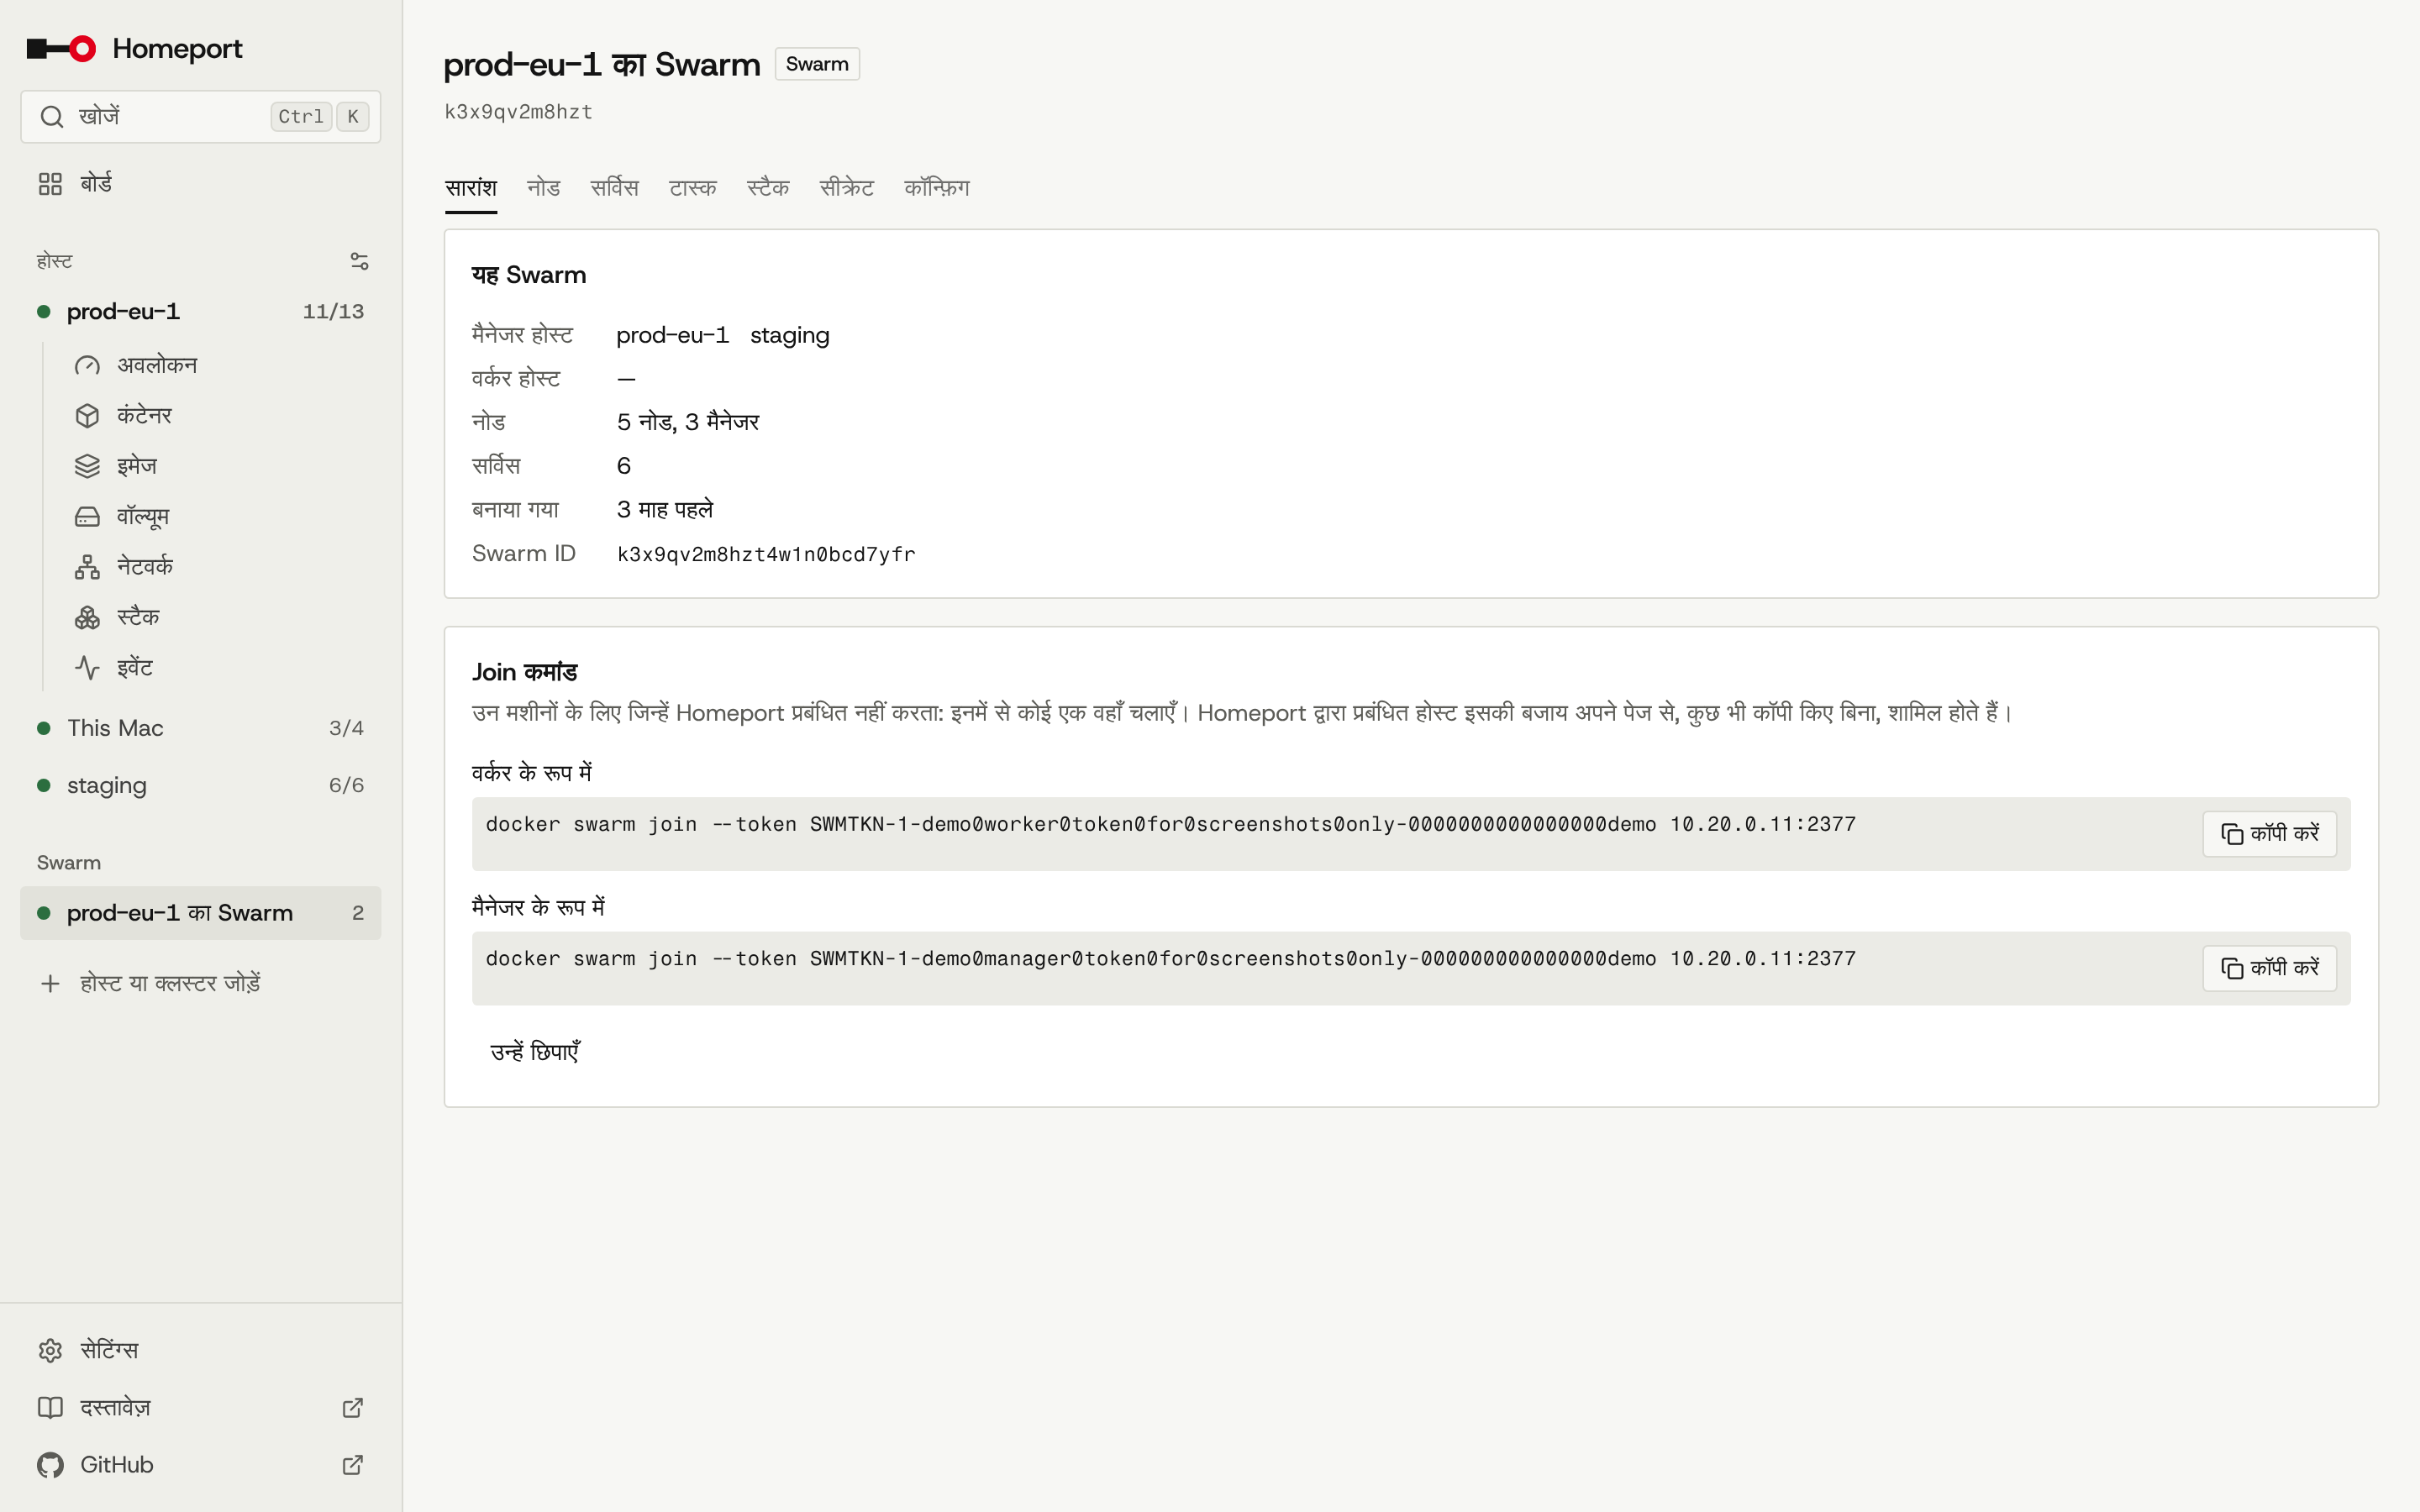 Homeport
खोजें Ctrl K
बोर्ड
होस्ट
prod-eu-1 11/13
अवलोकन
कंटेनर
इमेज
वॉल्यूम
नेटवर्क
स्टैक
इवेंट
This Mac 3/4
staging 6/6
Swarm
prod-eu-1 का Swarm 2
होस्ट या क्लस्टर जोड़ें
सेटिंग्स
दस्तावेज़
GitHub
prod-eu-1 का Swarm Swarm
k3x9qv2m8hzt
सारांश नोड सर्विस टास्क स्टैक सीक्रेट कॉन्फ़िग
यह Swarm
मैनेजर होस्ट prod-eu-1 staging
वर्कर होस्ट —
नोड 5 नोड, 3 मैनेजर
सर्विस 6
बनाया गया 3 माह पहले
Swarm ID k3x9qv2m8hzt4w1n0bcd7yfr
Join कमांड
उन मशीनों के लिए जिन्हें Homeport प्रबंधित नहीं करता: इनमें से कोई एक वहाँ चलाएँ। Homeport द्वारा प्रबंधित होस्ट इसकी बजाय अपने पेज से, कुछ भी कॉपी किए बिना, शामिल होते हैं।
वर्कर के रूप में
docker swarm join --token SWMTKN-1-demo0worker0token0for0screenshots0only-0000000000000000demo 10.20.0.11:2377 कॉपी करें
मैनेजर के रूप में
docker swarm join --token SWMTKN-1-demo0manager0token0for0screenshots0only-000000000000000demo 10.20.0.11:2377 कॉपी करें
उन्हें छिपाएँ